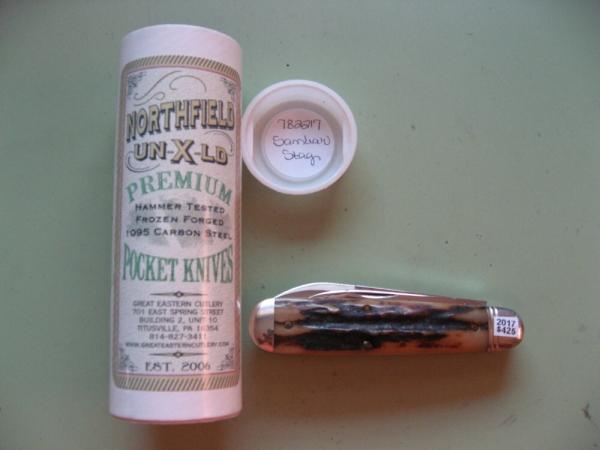 NORTHFIELD
UN-X-LD
PREMIUM
HAMMER TESTED
FROZEN FORGED
1095 CARBON STEEL
POCKET KNIVES
GREAT EASTERN CUTLERY
701 EAST SPRING STREET
BUILDING 2, UNIT 10
TITUSVILLE, PA 16354
814-827-3411
WWW.GREATEASTERNCUTLERY.COM
EST. 2006
782217
Sambar
Stag
2017
$425